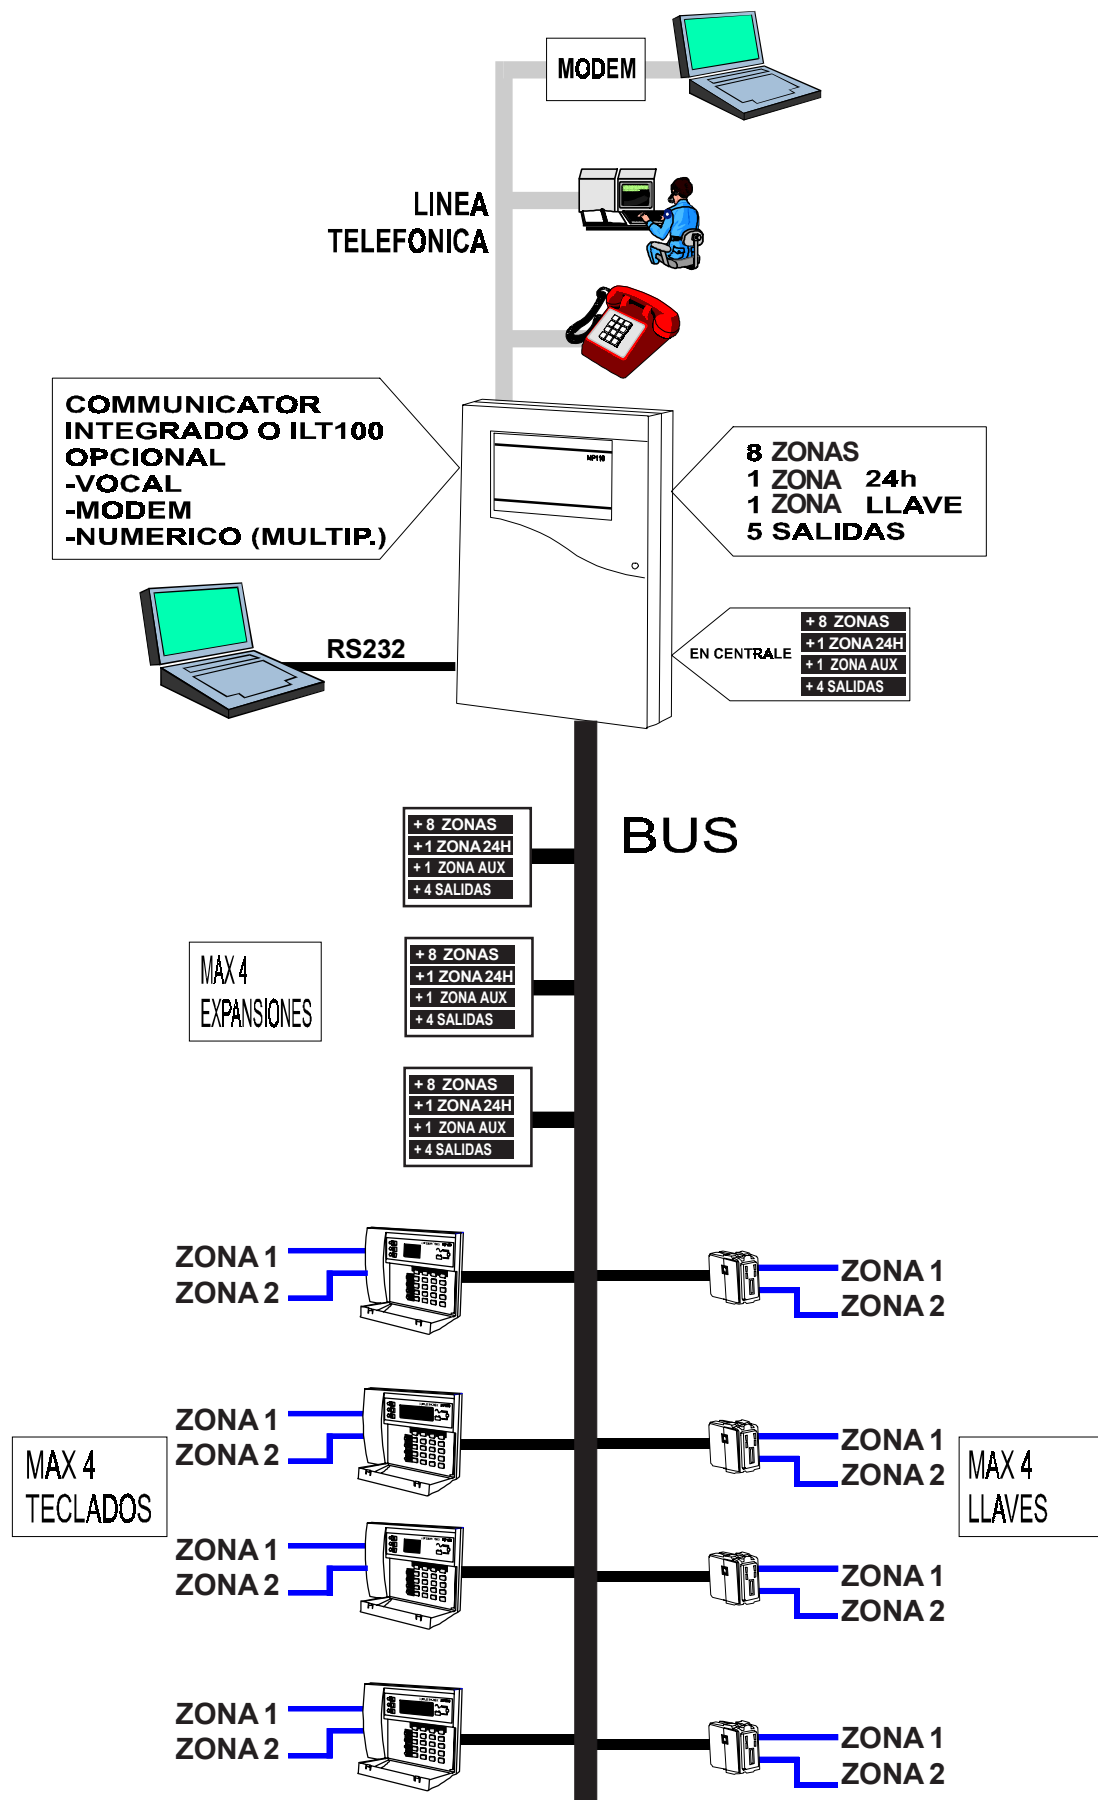 MODEM
LINEA
TELEFONICA
COMMUNICATOR
INTEGRADO O ILT100
OPCIONAL
-VOCAL
-MODEM
-NUMERICO (MULTIP.)
MP110
8 ZONAS
1 ZONA 24h
1 ZONA LLAVE
5 SALIDAS
RS232
EN CENTRALE
+ 8 ZONAS
+ 1 ZONA 24H
+ 1 ZONA AUX
+ 4 SALIDAS
BUS
+ 8 ZONAS
+ 1 ZONA 24H
+ 1 ZONA AUX
+ 4 SALIDAS
MAX 4
EXPANSIONES
+ 8 ZONAS
+ 1 ZONA 24H
+ 1 ZONA AUX
+ 4 SALIDAS
+ 8 ZONAS
+ 1 ZONA 24H
+ 1 ZONA AUX
+ 4 SALIDAS
ZONA 1
ZONA 2
ZONA 1
ZONA 2
ZONA 1
ZONA 2
ZONA 1
ZONA 2
MAX 4
TECLADOS
MAX 4
LLAVES
ZONA 1
ZONA 2
ZONA 1
ZONA 2
ZONA 1
ZONA 2
ZONA 1
ZONA 2